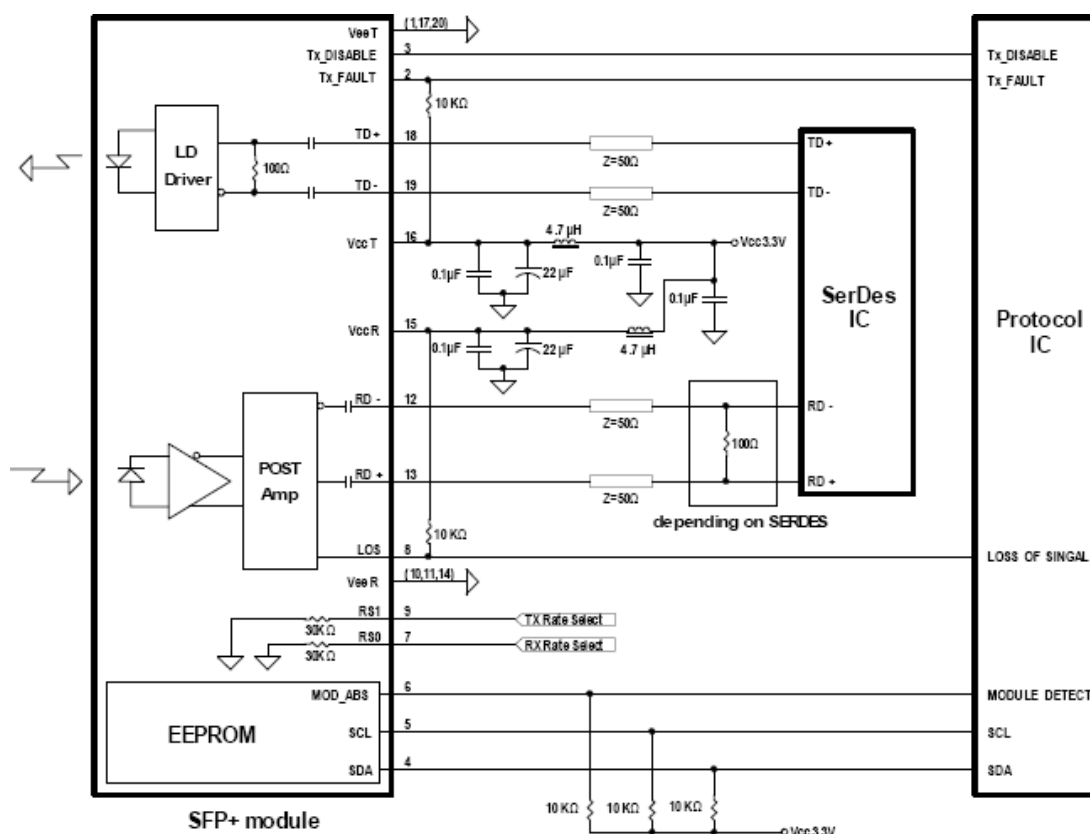 VeeT
(1,17,20)
Tx_DISABLE
3
Tx_DISABLE
Tx_FAULT
2
Tx_FAULT
10 KΩ
LD
Driver
100Ω
TD+
18
Z=50Ω
TD+
TD-
19
Z=50Ω
TD-
VccT
16
4.7 µH
Vcc3.3V
0.1µF
22 µF
0.1µF
0.1µF
SerDes
IC
Protocol
IC
VccR
15
0.1µF
22 µF
4.7 µH
RD -
12
Z=50Ω
RD -
100Ω
POST
Amp
RD +
13
Z=50Ω
RD +
depending on SERDES
10 KΩ
LOS
8
LOSS OF SINGAL
VeeR
(10,11,14)
RS1
9
TX Rate Select
30KΩ
RS0
7
RX Rate Select
30KΩ
EEPROM
MOD_ABS
6
MODULE DETECT
SCL
5
SCL
SDA
4
SDA
10 KΩ
10 KΩ
10 KΩ
Vcc3.3V
SFP+ module